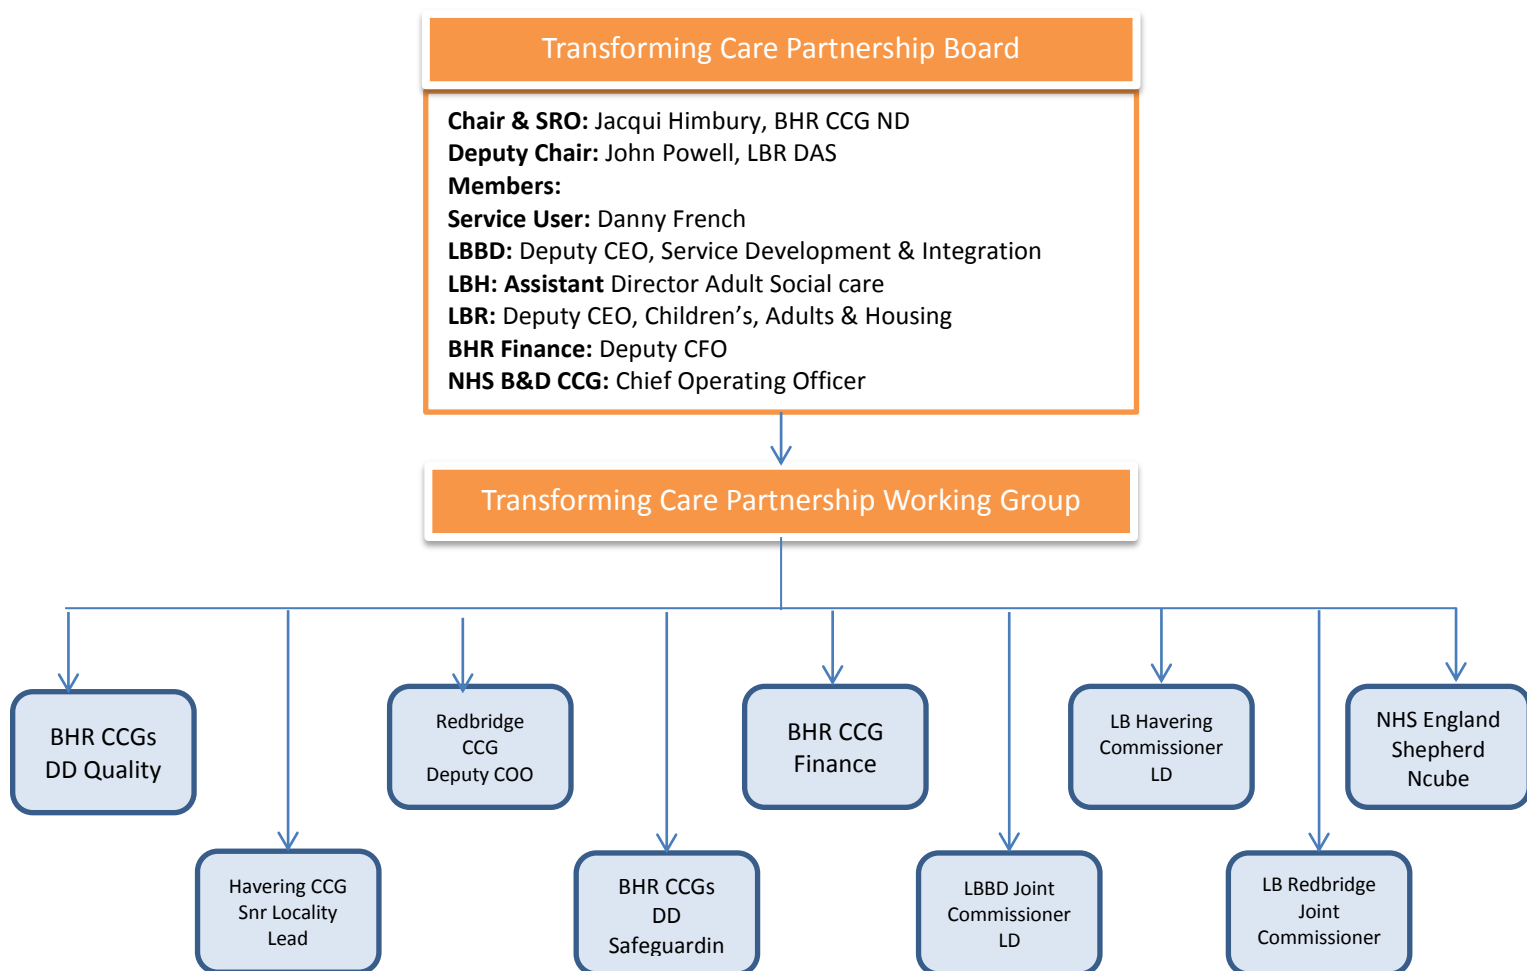 Transforming Care Partnership Board
Chair & SRO: Jacqui Himbury, BHR CCG ND
Deputy Chair: John Powell, LBR DAS
Members:
Service User: Danny French
LBBD: Deputy CEO, Service Development & Integration
LBH: Assistant Director Adult Social care
LBR: Deputy CEO, Children’s, Adults & Housing
BHR Finance: Deputy CFO
NHS B&D CCG: Chief Operating Officer
Transforming Care Partnership Working Group
BHR CCGs
DD Quality
Redbridge
CCG
Deputy COO
BHR CCG
Finance
LB Havering
Commissioner
LD
NHS England
Shepherd
Ncube
Havering CCG
Snr Locality
Lead
BHR CCGs
DD
Safeguardin
LBBD Joint
Commissioner
LD
LB Redbridge
Joint
Commissioner